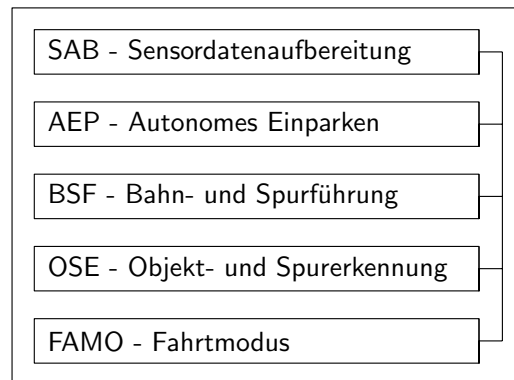 SAB - Sensordatenaufbereitung
AEP - Autonomes Einparken
BSF - Bahn- und Spurführung
OSE - Objekt- und Spurerkennung
FAMO - Fahrtmodus